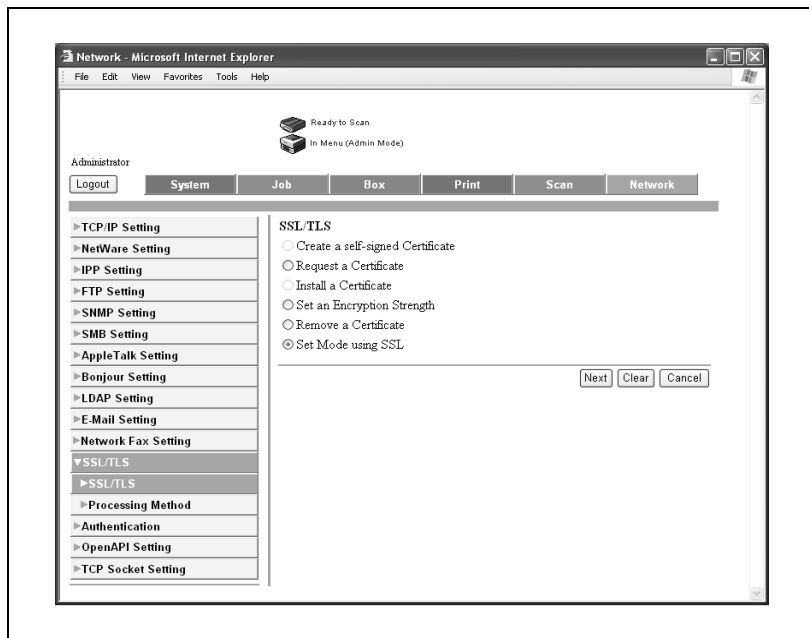 Network - Microsoft Internet Explorer
File Edit View Favorites Tools Help
Ready to Scan
In Menu (Admin Mode)
Administrator
Logout System Job Box Print Scan Network
TCP/IP Setting
NetWare Setting
IPP Setting
FTP Setting
SNMP Setting
SMB Setting
AppleTalk Setting
Bonjour Setting
LDAP Setting
E-Mail Setting
Network Fax Setting
SSL/TLS
SSL/TLS
Processing Method
Authentication
OpenAPI Setting
TCP Socket Setting
SSL/TLS
Create a self-signed Certificate
Request a Certificate
Install a Certificate
Set an Encryption Strength
Remove a Certificate
Set Mode using SSL
Next Clear Cancel